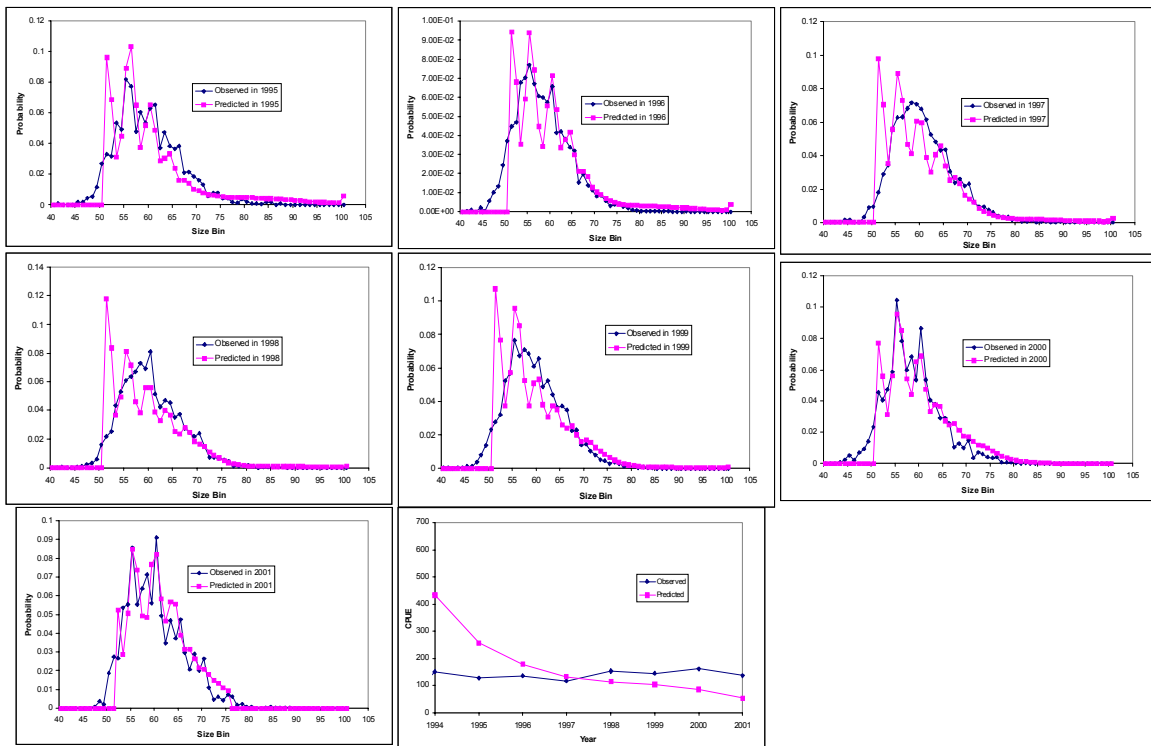 0.12
0.1
0.08
0.06
0.04
0.02
0
Probability
Observed in 1995
Predicted in 1995
40 45 50 55 60 65 70 75 80 85 90 95 100 105
Size Bin
1.00E-01
9.00E-02
8.00E-02
7.00E-02
6.00E-02
5.00E-02
4.00E-02
3.00E-02
2.00E-02
1.00E-02
0.00E+00
Probability
Observed in 1996
Predicted in 1996
40 45 50 55 60 65 70 75 80 85 90 95 100 105
Size Bin
0.12
0.1
0.08
0.06
0.04
0.02
0
Probability
Observed in 1997
Predicted in 1997
40 45 50 55 60 65 70 75 80 85 90 95 100 105
Size Bin
0.14
0.12
0.1
0.08
0.06
0.04
0.02
0
Probability
Observed in 1998
Predicted in 1998
40 45 50 55 60 65 70 75 80 85 90 95 100 105
Size Bin
0.12
0.1
0.08
0.06
0.04
0.02
0
Probability
Observed in 1999
Predicted in 1999
40 45 50 55 60 65 70 75 80 85 90 95 100 105
Size Bin
0.12
0.1
0.08
0.06
0.04
0.02
0
Probability
Observed in 2000
Predicted in 2000
40 45 50 55 60 65 70 75 80 85 90 95 100 105
Size Bin
0.1
0.09
0.08
0.07
0.06
0.05
0.04
0.03
0.02
0.01
0
Probability
Observed in 2001
Predicted in 2001
40 45 50 55 60 65 70 75 80 85 90 95 100 105
Size Bin
700
600
500
400
300
200
100
0
CPUE
Observed
Predicted
1994 1995 1996 1997 1998 1999 2000 2001
Year